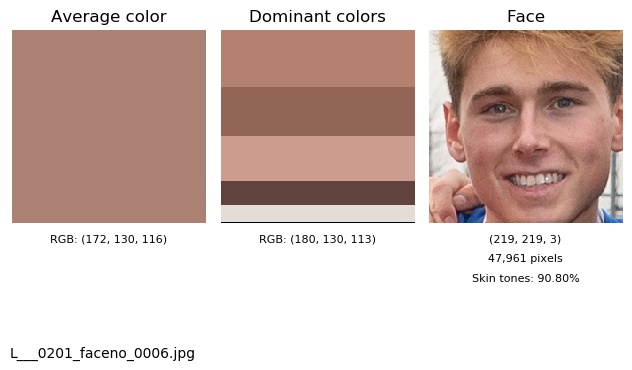 Average color
Dominant colors
Face
RGB: (172, 130, 116)
RGB: (180, 130, 113)
(219, 219, 3)
47,961 pixels
Skin tones: 90.80%
L___0201_faceno_0006.jpg